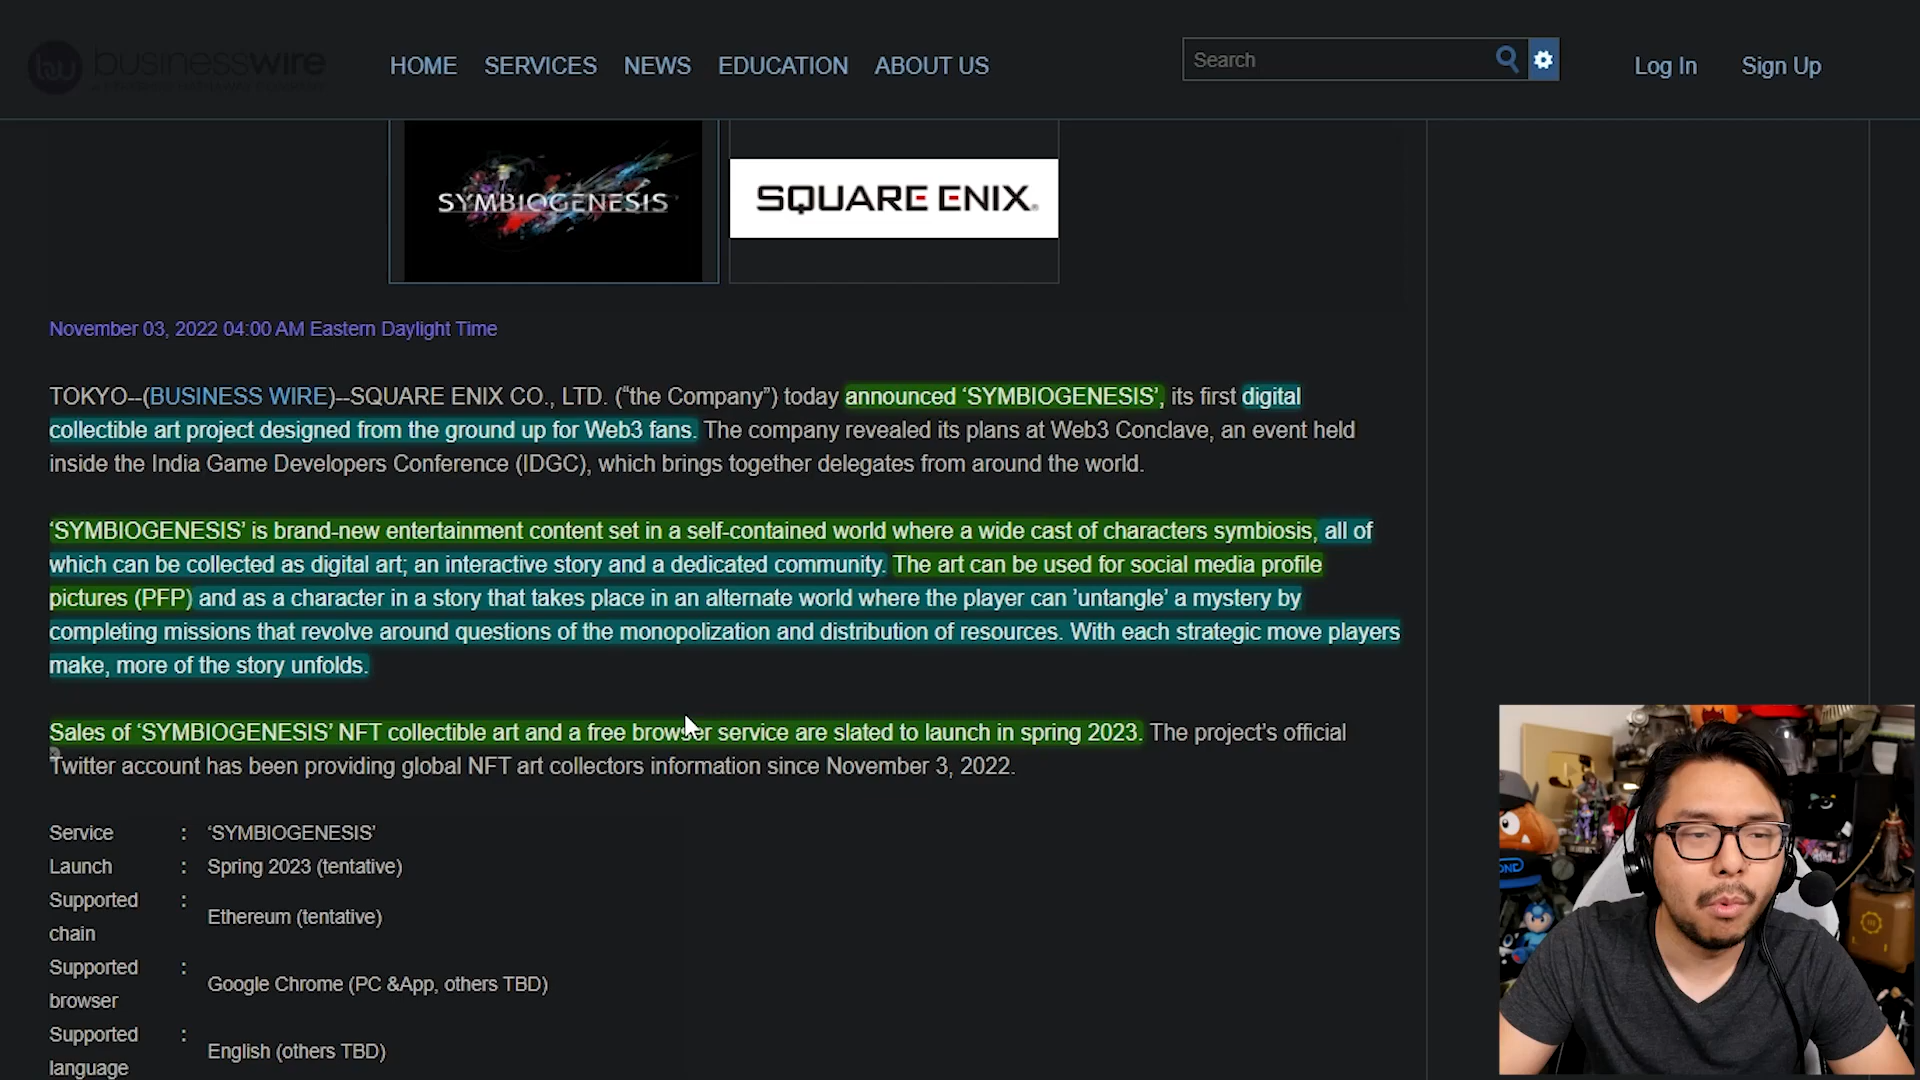 businesswire
HOME SERVICES NEWS EDUCATION ABOUT US
Search
Log In Sign Up
SYMBIOGENESIS
SQUARE ENIX.
November 03, 2022 04:00 AM Eastern Daylight Time
TOKYO--(BUSINESS WIRE)--SQUARE ENIX CO., LTD. (“the Company”) today announced ‘SYMBIOGENESIS’, its first digital
collectible art project designed from the ground up for Web3 fans. The company revealed its plans at Web3 Conclave, an event held
inside the India Game Developers Conference (IDGC), which brings together delegates from around the world.
‘SYMBIOGENESIS’ is brand-new entertainment content set in a self-contained world where a wide cast of characters symbiosis, all of
which can be collected as digital art; an interactive story and a dedicated community. The art can be used for social media profile
pictures (PFP) and as a character in a story that takes place in an alternate world where the player can ’untangle’ a mystery by
completing missions that revolve around questions of the monopolization and distribution of resources. With each strategic move players
make, more of the story unfolds.
Sales of ‘SYMBIOGENESIS’ NFT collectible art and a free browser service are slated to launch in spring 2023. The project’s official
Twitter account has been providing global NFT art collectors information since November 3, 2022.
Service : ‘SYMBIOGENESIS’
Launch : Spring 2023 (tentative)
Supported :
chain
Ethereum (tentative)
Supported :
browser
Google Chrome (PC &App, others TBD)
Supported :
language
English (others TBD)